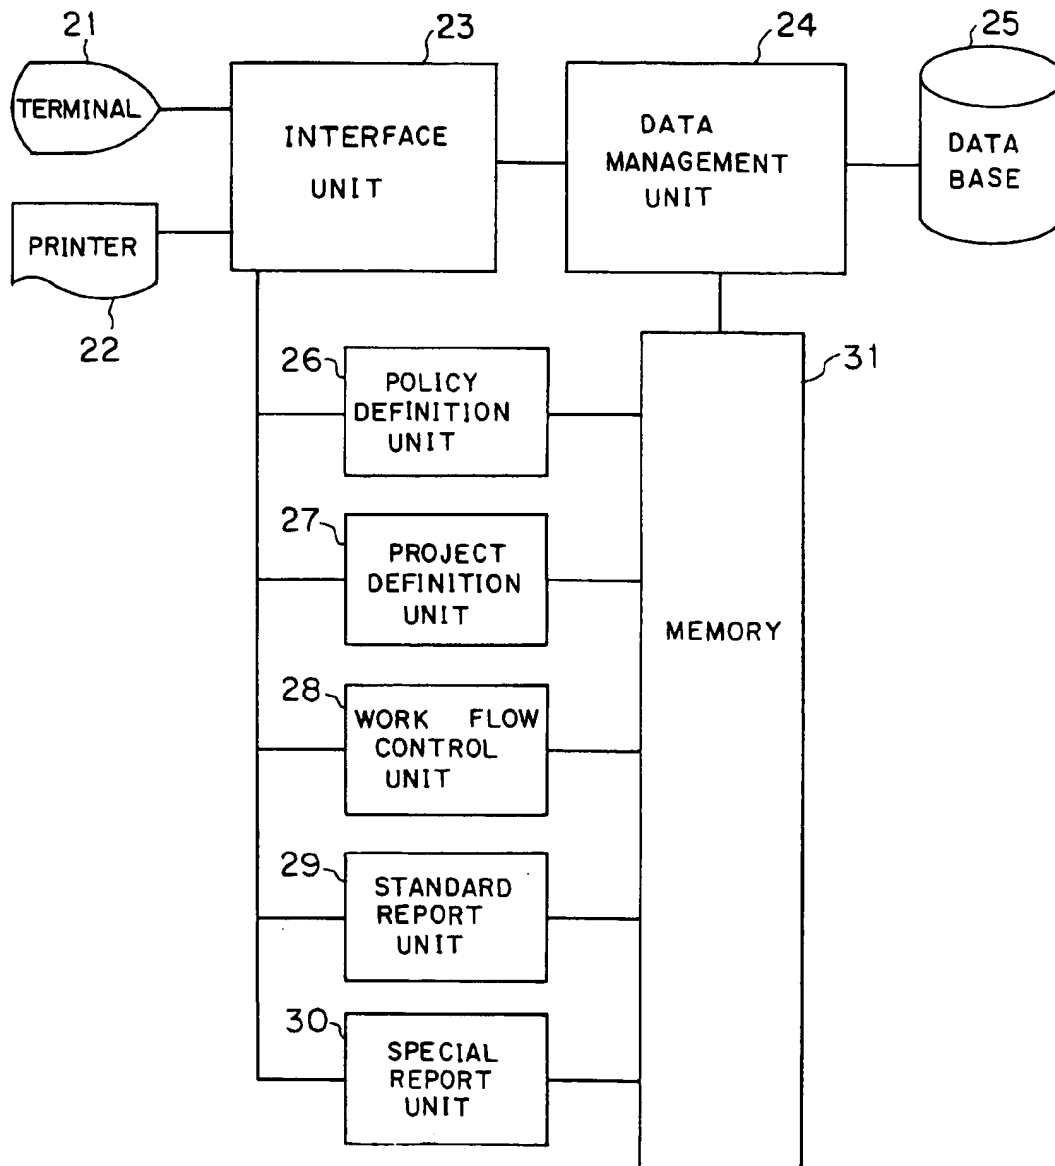 21
23
24
25
TERMINAL
INTERFACE
UNIT
DATA
MANAGEMENT
UNIT
DATA
BASE
PRINTER
22
26
POLICY
DEFINITION
UNIT
31
27
PROJECT
DEFINITION
UNIT
MEMORY
28
WORK FLOW
CONTROL
UNIT
29
STANDARD
REPORT
UNIT
30
SPECIAL
REPORT
UNIT